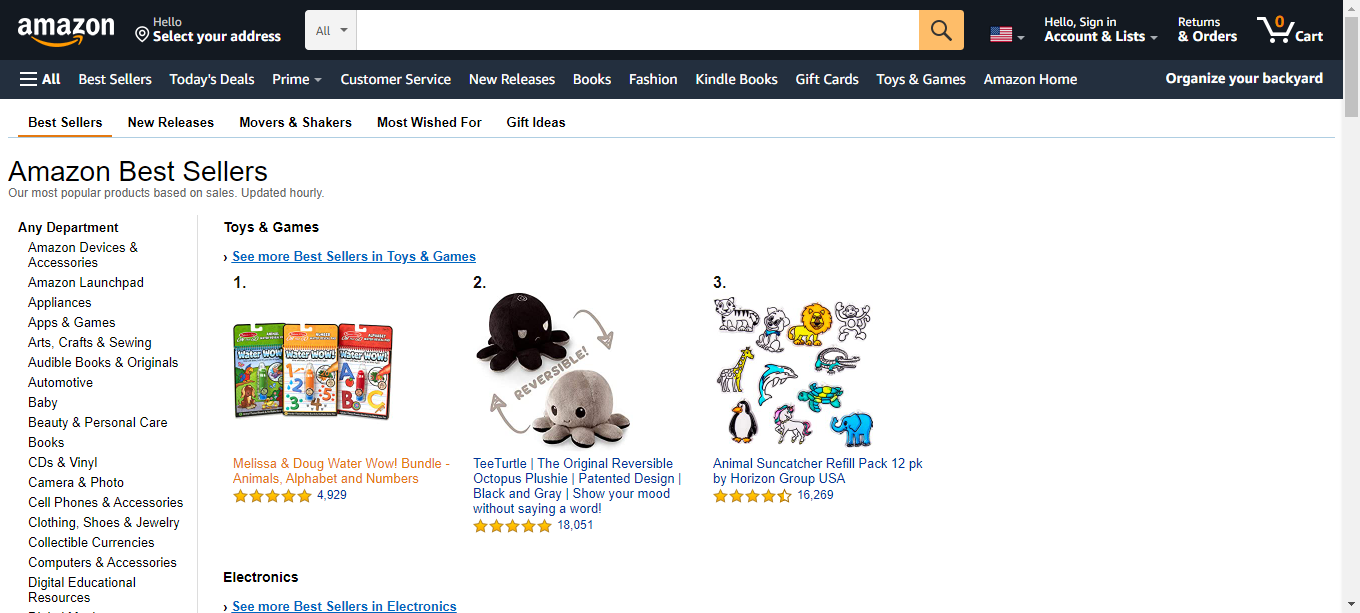 amazon
Hello
Select your address
All
Hello, Sign in
Account & Lists
Returns
& Orders
0
Cart
All
Best Sellers
Today's Deals
Prime
Customer Service
New Releases
Books
Fashion
Kindle Books
Gift Cards
Toys & Games
Amazon Home
Organize your backyard
Best Sellers
New Releases
Movers & Shakers
Most Wished For
Gift Ideas
Amazon Best Sellers
Our most popular products based on sales. Updated hourly.
Any Department
Amazon Devices &
Accessories
Amazon Launchpad
Appliances
Apps & Games
Arts, Crafts & Sewing
Audible Books & Originals
Automotive
Baby
Beauty & Personal Care
Books
CDs & Vinyl
Camera & Photo
Cell Phones & Accessories
Clothing, Shoes & Jewelry
Collectible Currencies
Computers & Accessories
Digital Educational
Resources
Toys & Games
› See more Best Sellers in Toys & Games
1.
Water WOW!
Water WOW!
Water WOW!
Melissa & Doug Water Wow! Bundle -
Animals, Alphabet and Numbers
4,929
2.
REVERSIBLE!
TeeTurtle | The Original Reversible
Octopus Plushie | Patented Design |
Black and Gray | Show your mood
without saying a word!
18,051
3.
Animal Suncatcher Refill Pack 12 pk
by Horizon Group USA
16,269
Electronics
› See more Best Sellers in Electronics